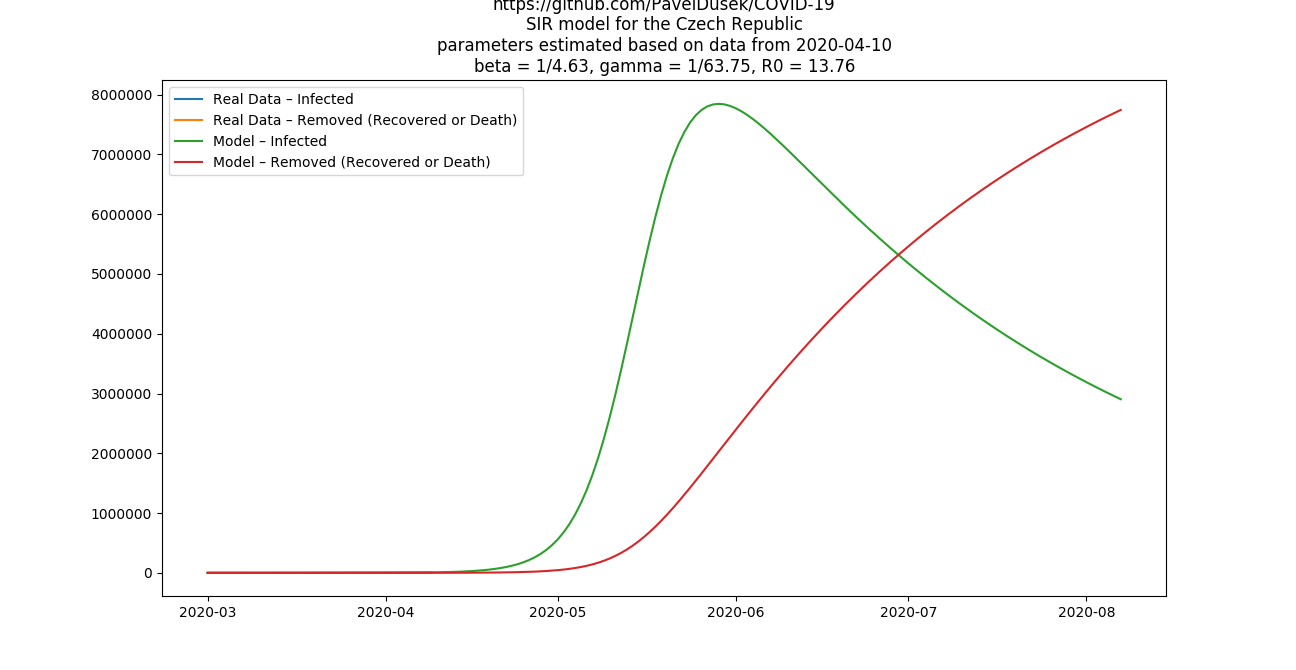 https://github.com/PavelDusek/COVID-19
SIR model for the Czech Republic
parameters estimated based on data from 2020-04-10
beta = 1/4.63, gamma = 1/63.75, R0 = 13.76
Real Data – Infected
Real Data – Removed (Recovered or Death)
Model – Infected
Model – Removed (Recovered or Death)
8000000
7000000
6000000
5000000
4000000
3000000
2000000
1000000
0
2020-03 2020-04 2020-05 2020-06 2020-07 2020-08